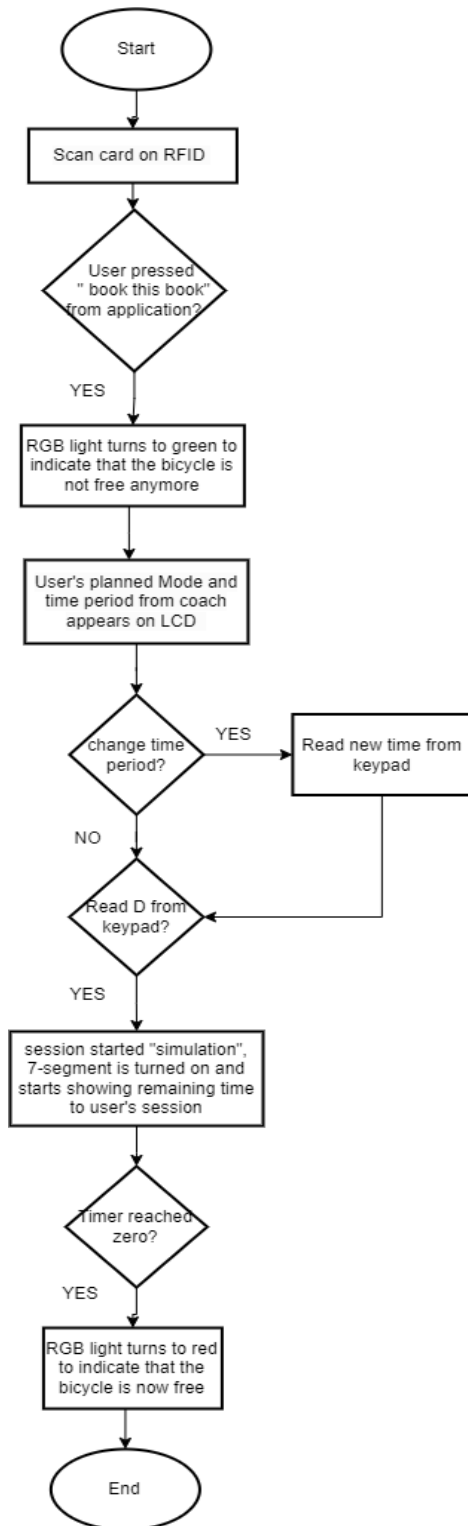 Start
Scan card on RFID
User pressed
" book this book"
from application?
YES
RGB light turns to green to
indicate that the bicycle is
not free anymore
User's planned Mode and
time period from coach
appears on LCD
change time
period?
YES
Read new time from
keypad
NO
Read D from
keypad?
YES
session started "simulation",
7-segment is turned on and
starts showing remaining time
to user's session
Timer reached
zero?
YES
RGB light turns to red
to indicate that the
bicycle is now free
End